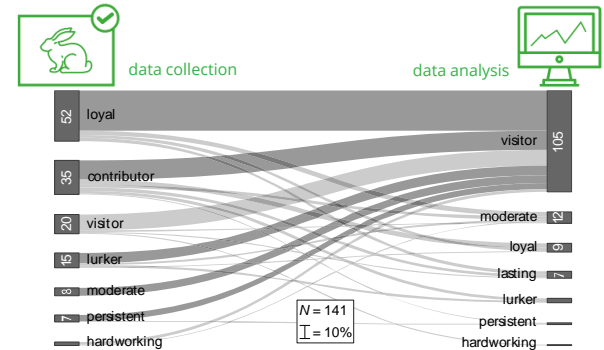 data collection
data analysis
52
loyal
visitor
105
35
contributor
20
visitor
moderate
12
15
lurker
loyal
9
8
moderate
lasting
7
7
persistent
lurker
N = 141
persistent
hardworking
= 10%
hardworking